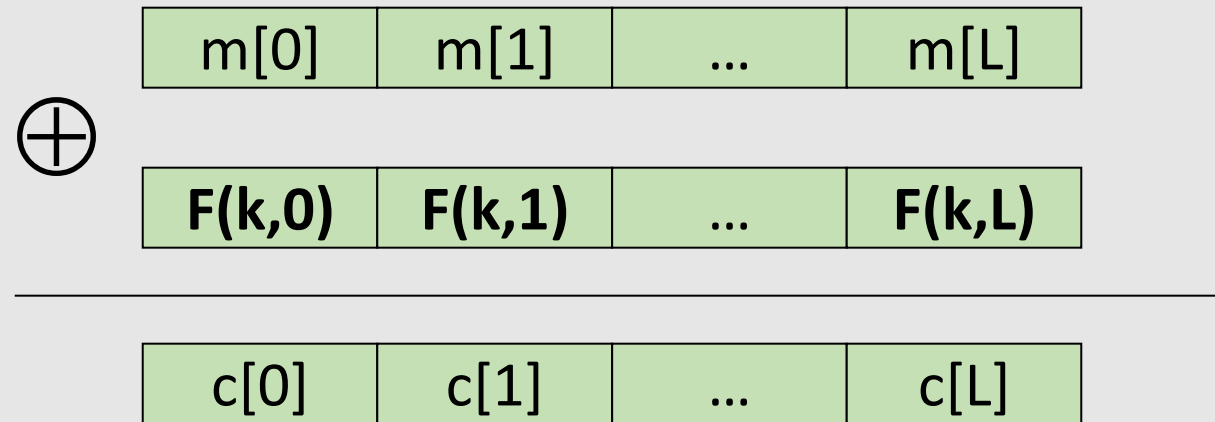 m[0] m[1] ... m[L]
⊕
F(k,0) F(k,1) ... F(k,L)
c[0] c[1] ... c[L]